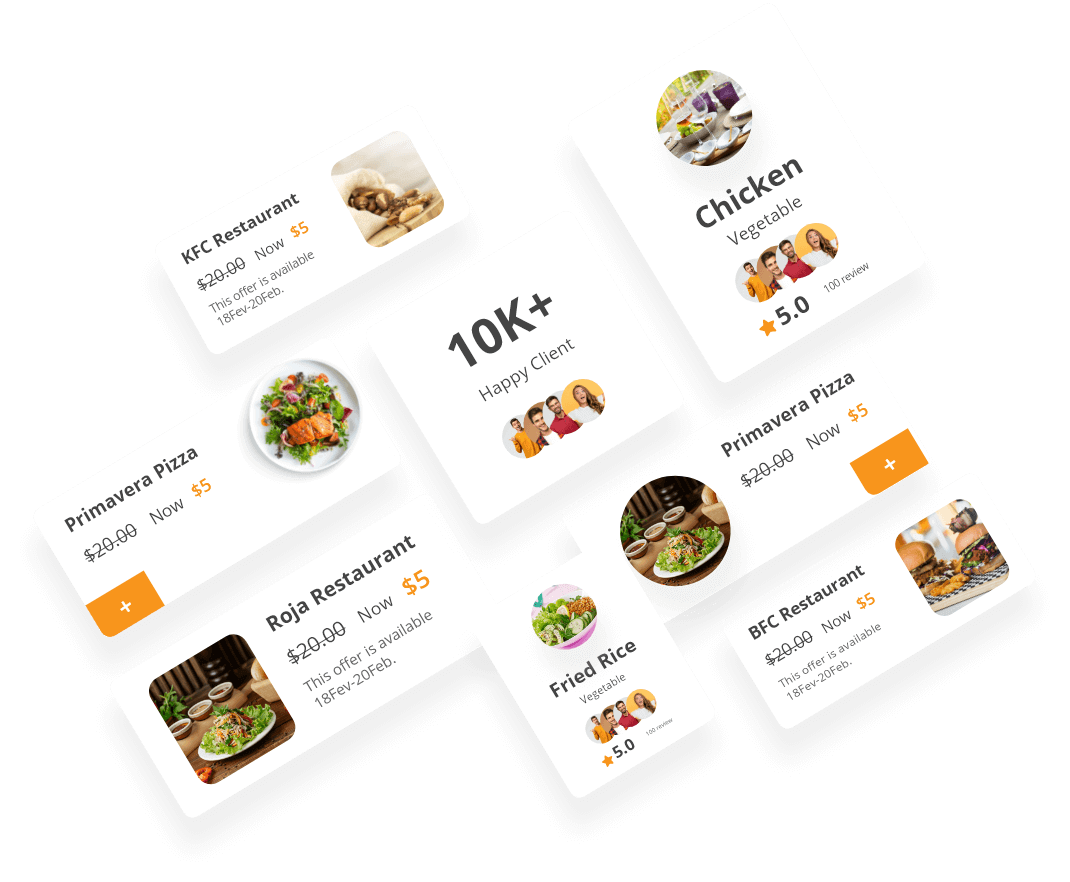 Chicken
Vegetable
5.0
100 review
KFC Restaurant
$20.00 Now $5
This offer is available
18Fev-20Feb.
10K+
Happy Client
Primavera Pizza
$20.00 Now $5
+
Primavera Pizza
$20.00 Now $5
+
Roja Restaurant
$20.00 Now $5
This offer is available
18Fev-20Feb.
Fried Rice
Vegetable
5.0
100 review
BFC Restaurant
$20.00 Now $5
This offer is available
18Fev-20Feb.